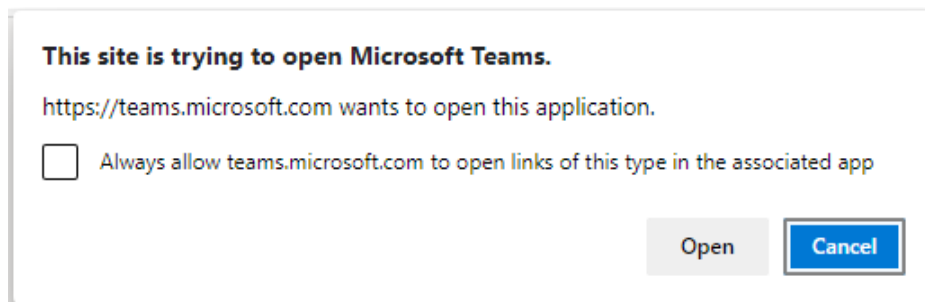 This site is trying to open Microsoft Teams.
https://teams.microsoft.com wants to open this application.
Always allow teams.microsoft.com to open links of this type in the associated app
Open Cancel